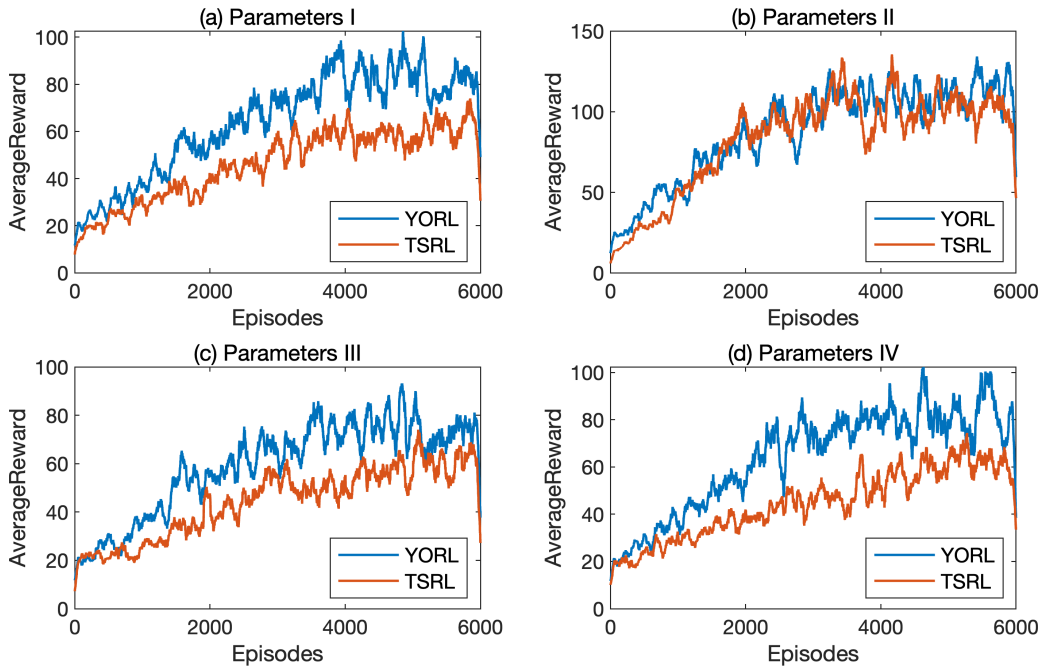 (a) Parameters I
AverageReward
100
80
60
40
20
0
0 2000 4000 6000
Episodes
YORL
TSRL
(b) Parameters II
AverageReward
150
100
50
0
0 2000 4000 6000
Episodes
YORL
TSRL
(c) Parameters III
AverageReward
100
80
60
40
20
0
0 2000 4000 6000
Episodes
YORL
TSRL
(d) Parameters IV
AverageReward
100
80
60
40
20
0
0 2000 4000 6000
Episodes
YORL
TSRL